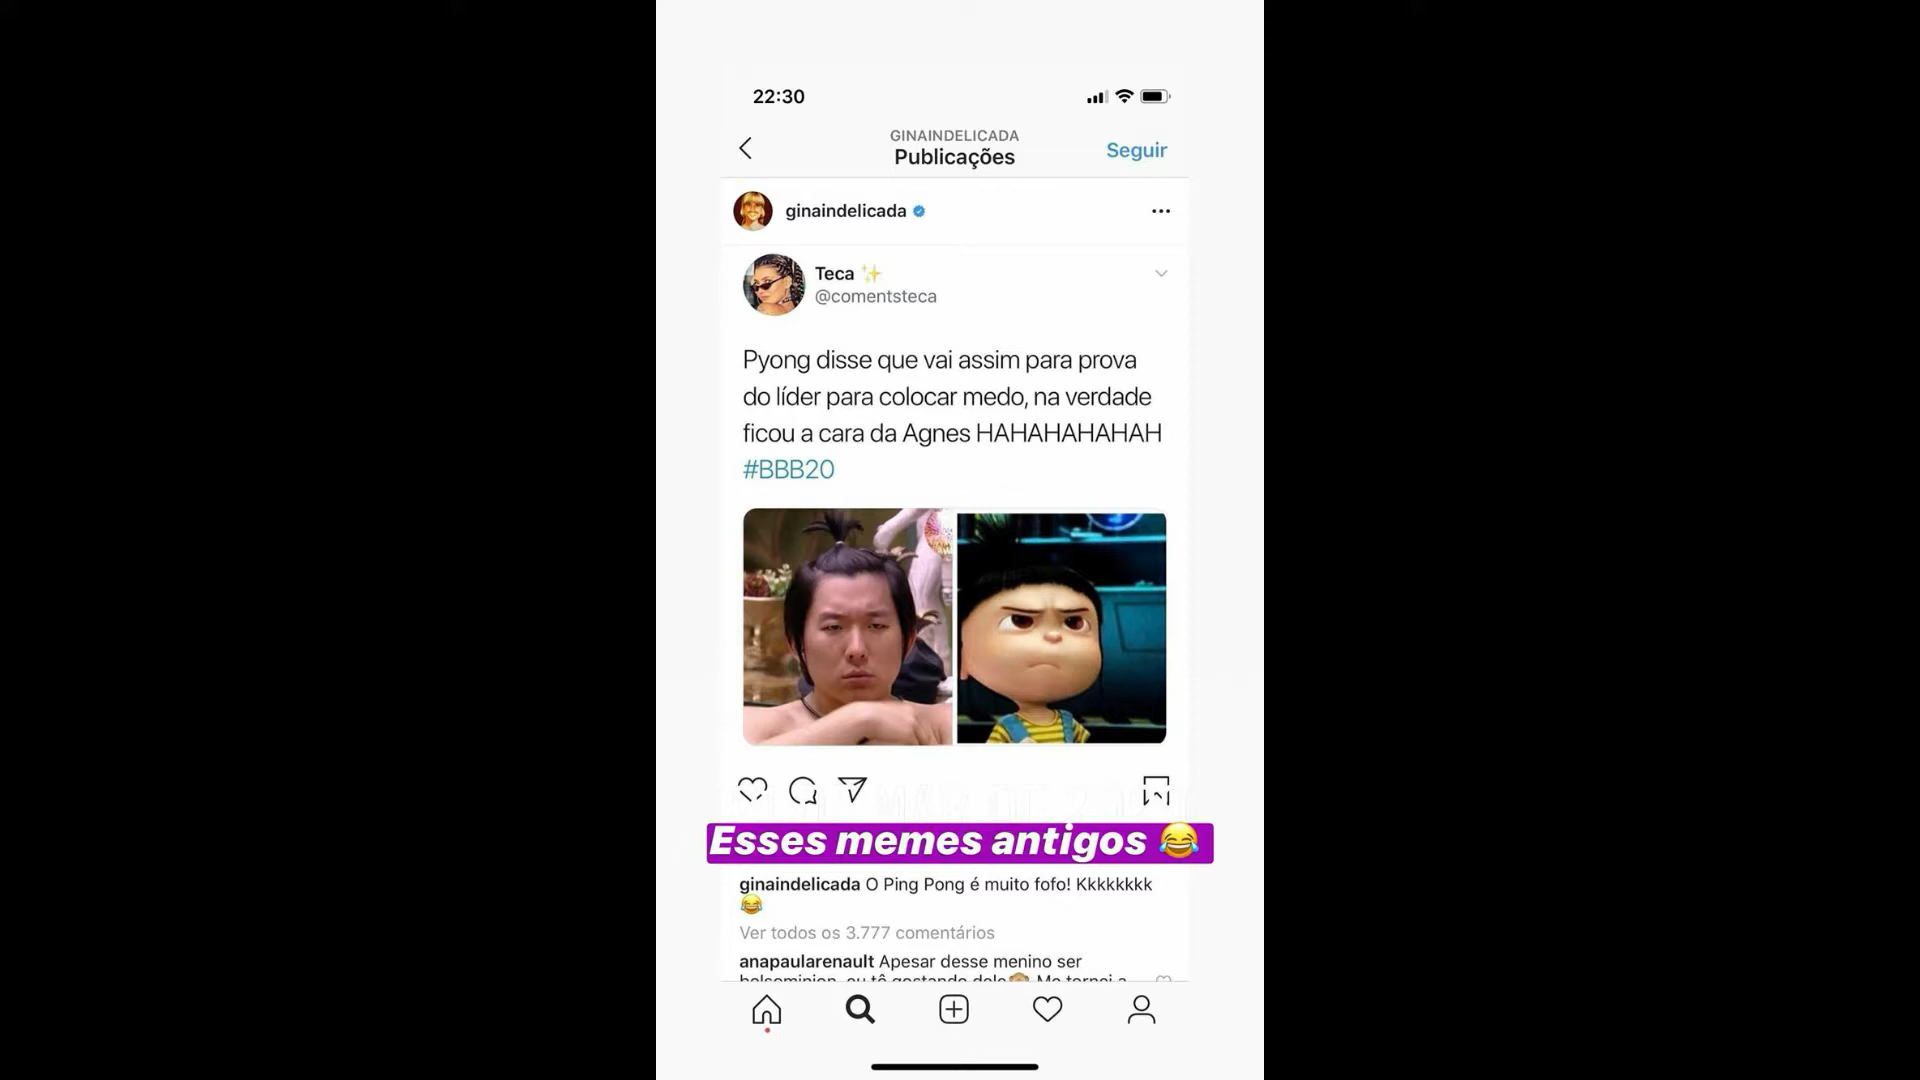 22:30
GINAINDELICADA
Publicações
Seguir
ginaindelicada
Teca ✨
@comentsteca
Pyong disse que vai assim para prova
do líder para colocar medo, na verdade
ficou a cara da Agnes HAHAHAHAHAH
#BBB20
Esses memes antigos 😂
ginaindelicada O Ping Pong é muito fofo! Kkkkkkkk
😂
Ver todos os 3.777 comentários
anapaularenault Apesar desse menino ser